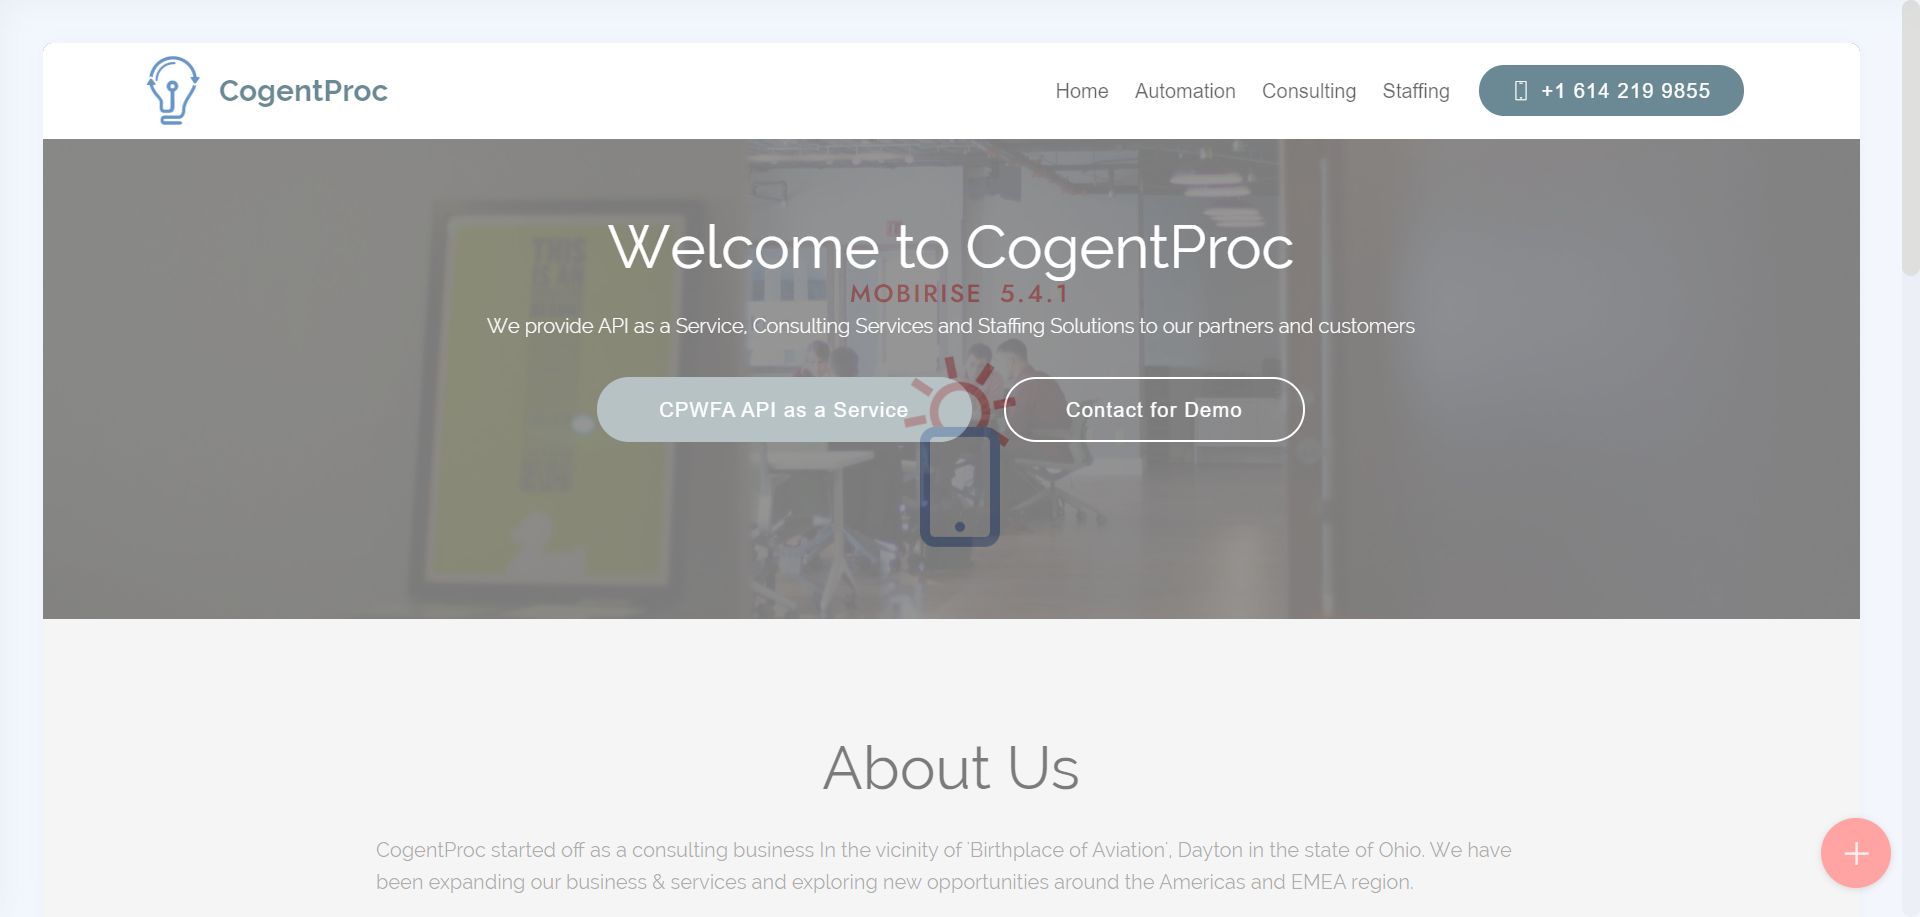 CogentProc
Home
Automation
Consulting
Staffing
+1 614 219 9855
Welcome to CogentProc
MOBIRISE 5.4.1
We provide API as a Service, Consulting Services and Staffing Solutions to our partners and customers
CPWFA API as a Service
Contact for Demo
THIS
IS AN
About Us
CogentProc started off as a consulting business In the vicinity of 'Birthplace of Aviation', Dayton in the state of Ohio. We have
been expanding our business & services and exploring new opportunities around the Americas and EMEA region.